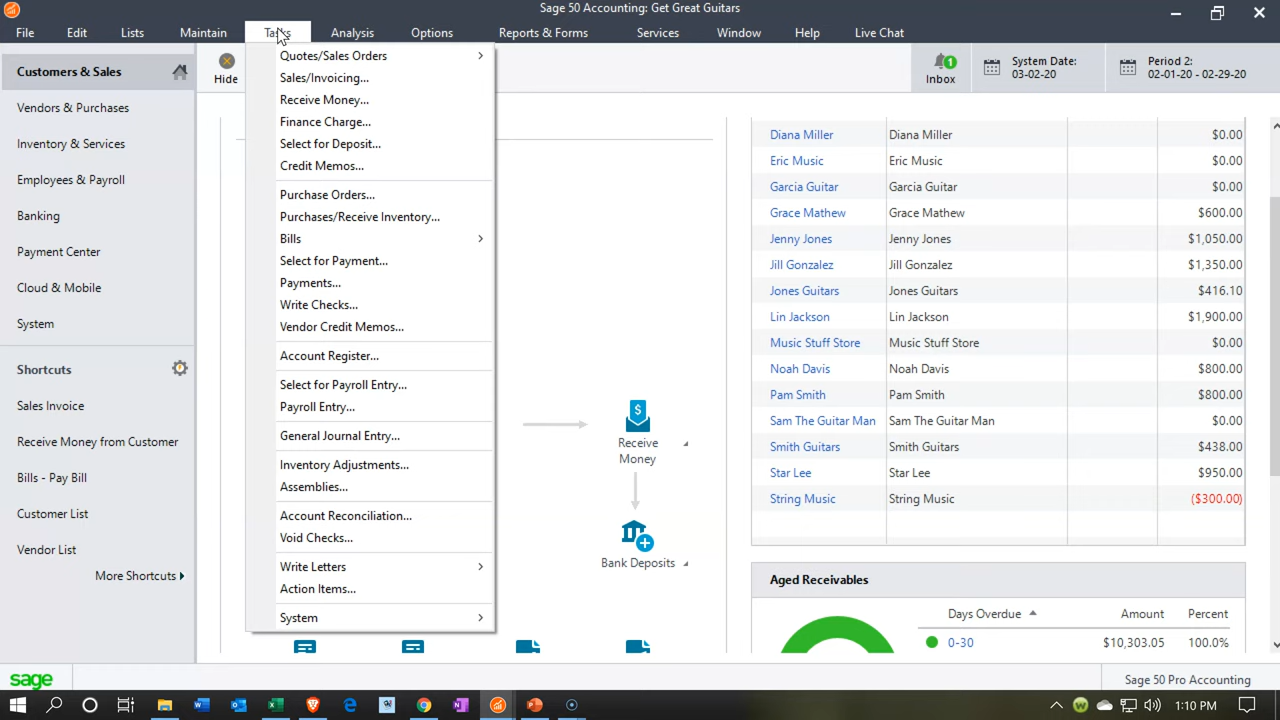 Sage 50 Accounting: Get Great Guitars
File Edit Lists Maintain Tasks Analysis Options Reports & Forms Services Window Help Live Chat
Customers & Sales
Vendors & Purchases
Inventory & Services
Employees & Payroll
Banking
Payment Center
Cloud & Mobile
System
Shortcuts
Sales Invoice
Receive Money from Customer
Bills - Pay Bill
Customer List
Vendor List
More Shortcuts
Hide
Quotes/Sales Orders
Sales/Invoicing...
Receive Money...
Finance Charge...
Select for Deposit...
Credit Memos...
Purchase Orders...
Purchases/Receive Inventory...
Bills
Select for Payment...
Payments...
Write Checks...
Vendor Credit Memos...
Account Register...
Select for Payroll Entry...
Payroll Entry...
General Journal Entry...
Inventory Adjustments...
Assemblies...
Account Reconciliation...
Void Checks...
Write Letters
Action Items...
System
1
Inbox
System Date:
03-02-20
Period 2:
02-01-20 - 02-29-20
Receive
Money
Bank Deposits
Diana Miller Diana Miller $0.00
Eric Music Eric Music $0.00
Garcia Guitar Garcia Guitar $0.00
Grace Mathew Grace Mathew $600.00
Jenny Jones Jenny Jones $1,050.00
Jill Gonzalez Jill Gonzalez $1,350.00
Jones Guitars Jones Guitars $416.10
Lin Jackson Lin Jackson $1,900.00
Music Stuff Store Music Stuff Store $0.00
Noah Davis Noah Davis $800.00
Pam Smith Pam Smith $800.00
Sam The Guitar Man Sam The Guitar Man $0.00
Smith Guitars Smith Guitars $438.00
Star Lee Star Lee $950.00
String Music String Music ($300.00)
Aged Receivables
Days Overdue Amount Percent
0-30 $10,303.05 100.0%
sage
Sage 50 Pro Accounting
1:10 PM